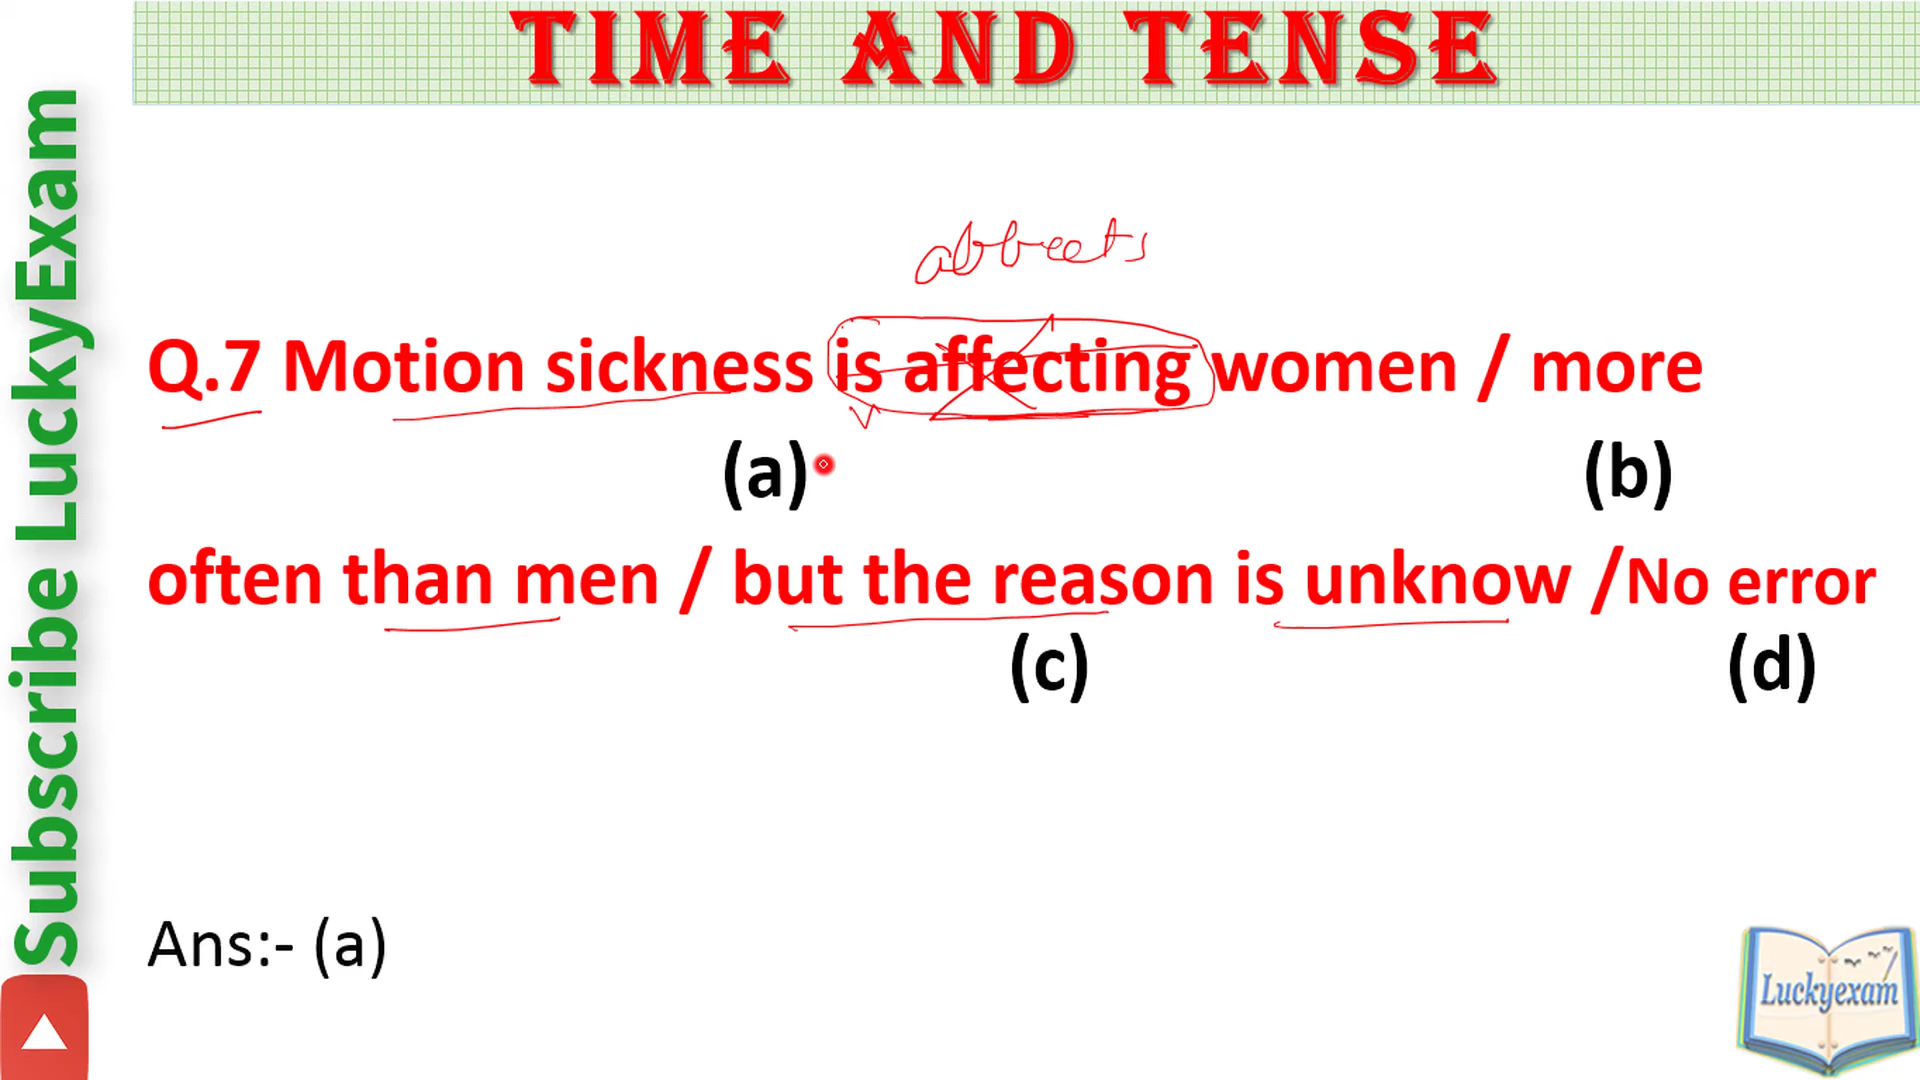 TIME AND TENSE
Subscribe LuckyExam
affects
Q.7 Motion sickness is affecting women / more
(a) (b)
often than men / but the reason is unknow /No error
(c) (d)
Ans:- (a)
Luckyexam